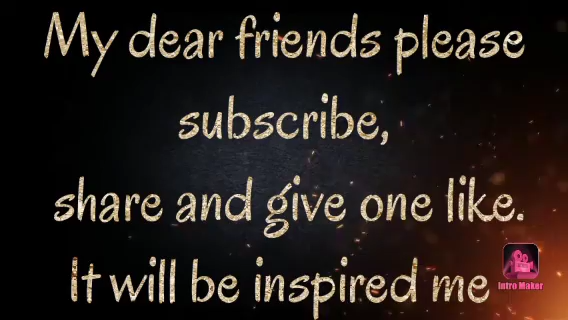 My dear friends please
subscribe,
share and give one like.
It will be inspired me
Intro Maker